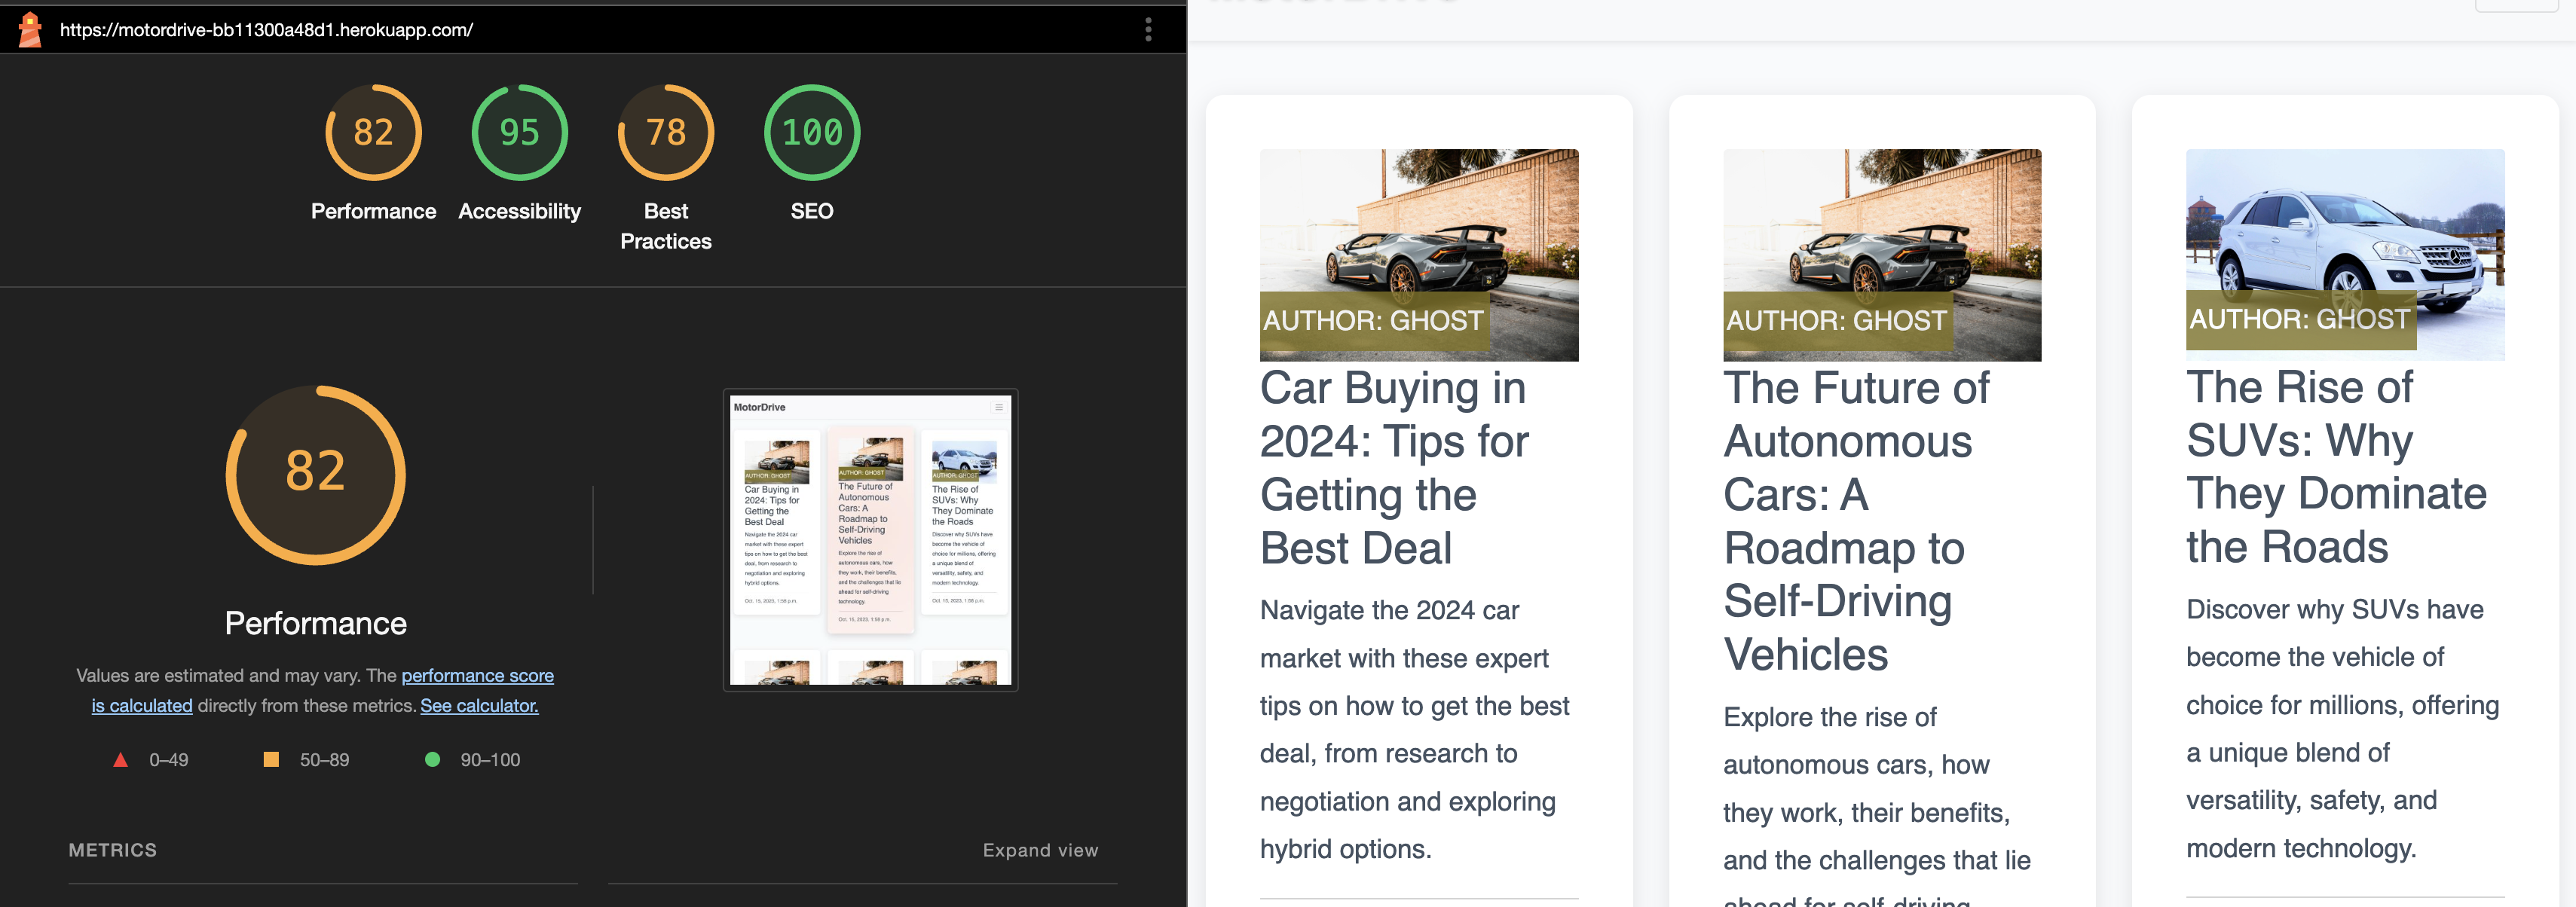 https://motordrive-bb11300a48d1.herokuapp.com/
82
95
78
100
Performance
Accessibility
Best
Practices
SEO
82
Performance
Values are estimated and may vary. The performance score
is calculated directly from these metrics. See calculator.
0–49
50–89
90–100
METRICS
Expand view
MotorDrive
AUTHOR: GHOST
Car Buying in
2024: Tips for
Getting the
Best Deal
Navigate the 2024 car
market with these expert
tips on how to get the best
deal, from research to
negotiation and exploring
hybrid options.
Oct. 15, 2023, 1:58 p.m.
AUTHOR: GHOST
The Future of
Autonomous
Cars: A
Roadmap to
Self-Driving
Vehicles
Explore the rise of
autonomous cars, how
they work, their benefits,
and the challenges that lie
ahead for self-driving
technology.
Oct. 15, 2023, 1:58 p.m.
AUTHOR: GHOST
The Rise of
SUVs: Why
They Dominate
the Roads
Discover why SUVs have
become the vehicle of
choice for millions, offering
a unique blend of
versatility, safety, and
modern technology.
Oct. 15, 2023, 1:58 p.m.
AUTHOR: GHOST
Car Buying in
2024: Tips for
Getting the
Best Deal
Navigate the 2024 car
market with these expert
tips on how to get the best
deal, from research to
negotiation and exploring
hybrid options.
AUTHOR: GHOST
The Future of
Autonomous
Cars: A
Roadmap to
Self-Driving
Vehicles
Explore the rise of
autonomous cars, how
they work, their benefits,
and the challenges that lie
ahead for self-driving
AUTHOR: GHOST
The Rise of
SUVs: Why
They Dominate
the Roads
Discover why SUVs have
become the vehicle of
choice for millions, offering
a unique blend of
versatility, safety, and
modern technology.